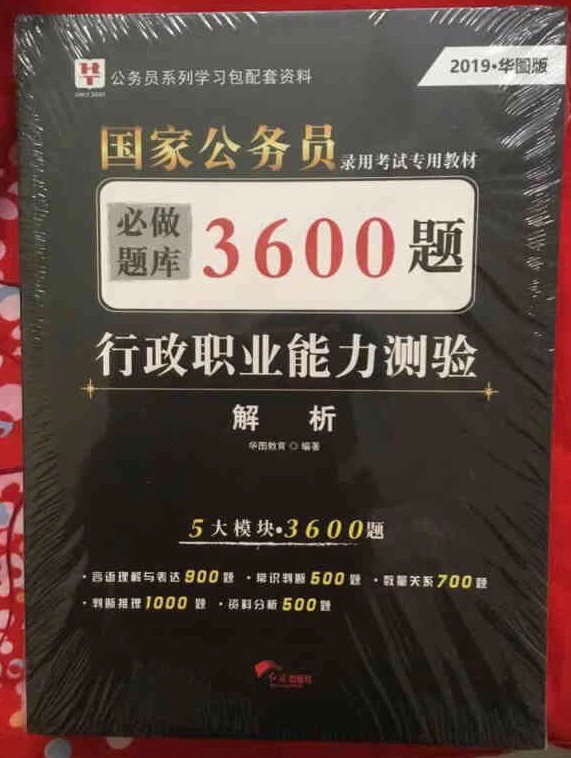 公务员系列学习包配套资料
2019·华图版
国家公务员录用考试专用教材
必做
题库
3600题
行政职业能力测验
解 析
华图教育◎编著
5大模块·3600题
·言语理解与表达900题 ·常识判断500题 ·数量关系700题
·判断推理1000题 ·资料分析500题